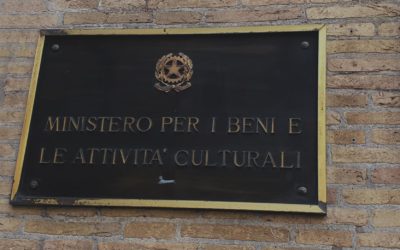 MINISTERO PER I BENI E
LE ATTIVITA' CULTURALI